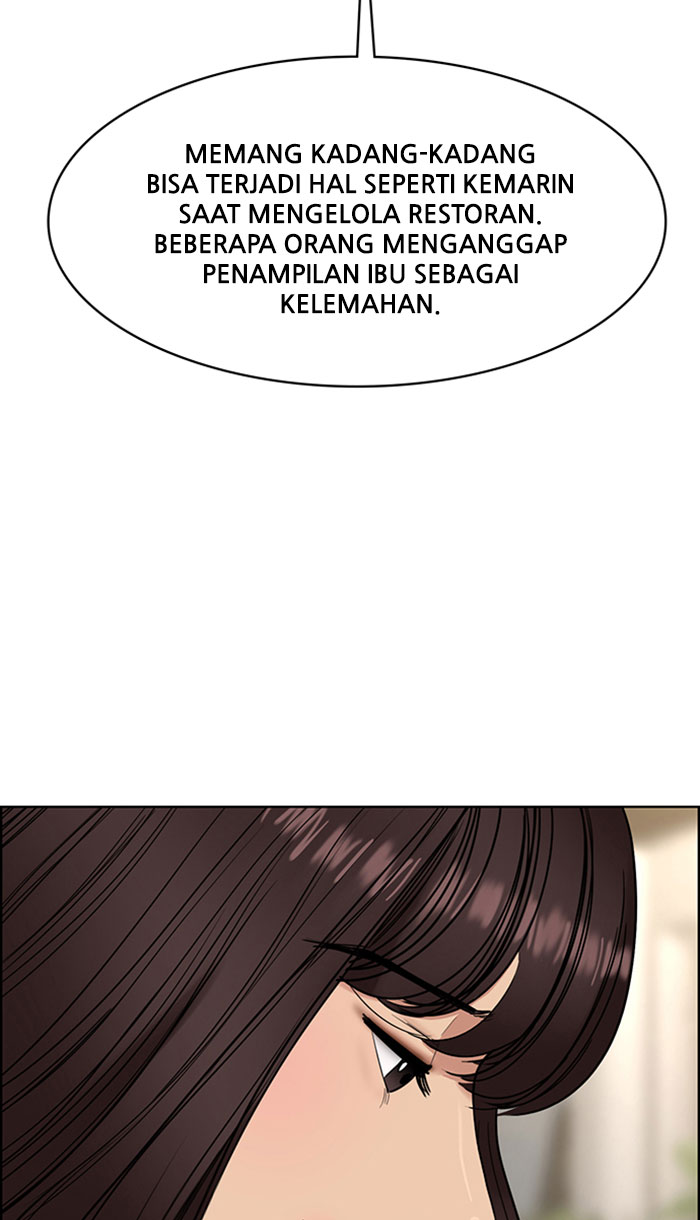 MEMANG KADANG-KADANG
BISA TERJADI HAL SEPERTI KEMARIN
SAAT MENGELOLA RESTORAN.
BEBERAPA ORANG MENGANGGAP
PENAMPILAN IBU SEBAGAI
KELEMAHAN.